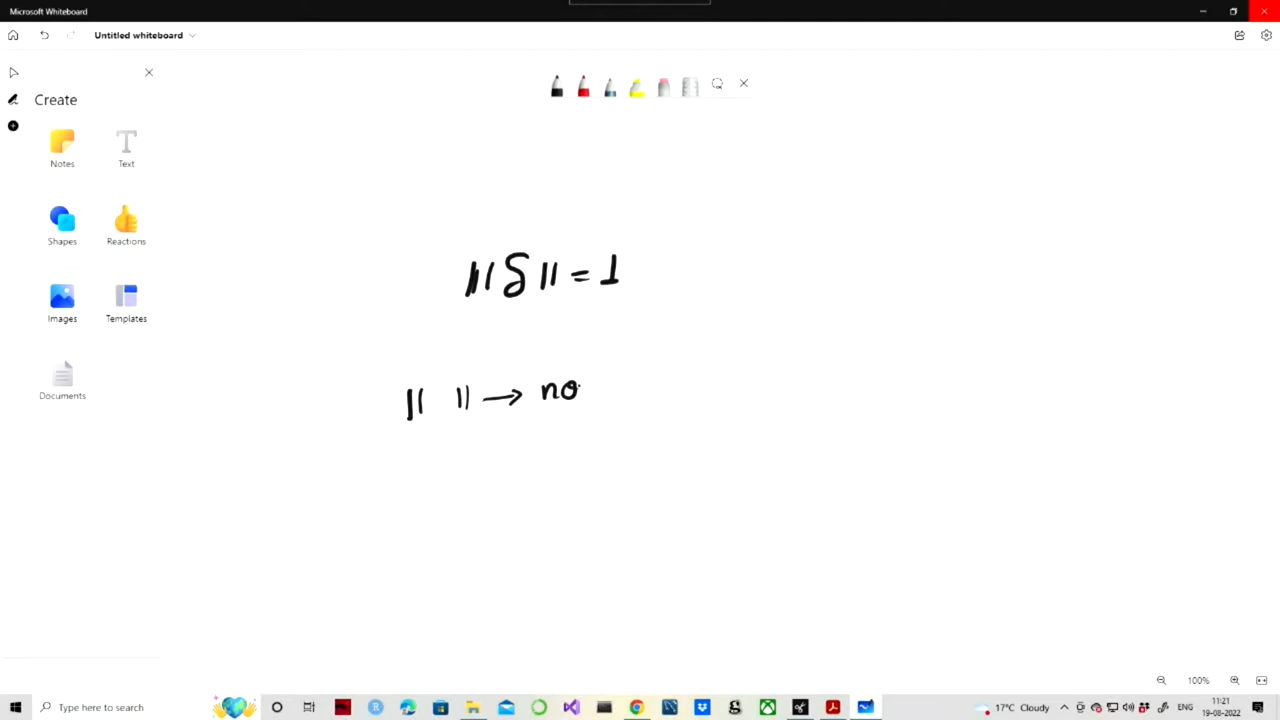 Microsoft Whiteboard
Untitled whiteboard
Create
Notes Text
Shapes Reactions
Images Templates
Documents
|| δ || = 1
|| || → no
100%
Type here to search
17°C Cloudy ENG 11:21
19-08-2022